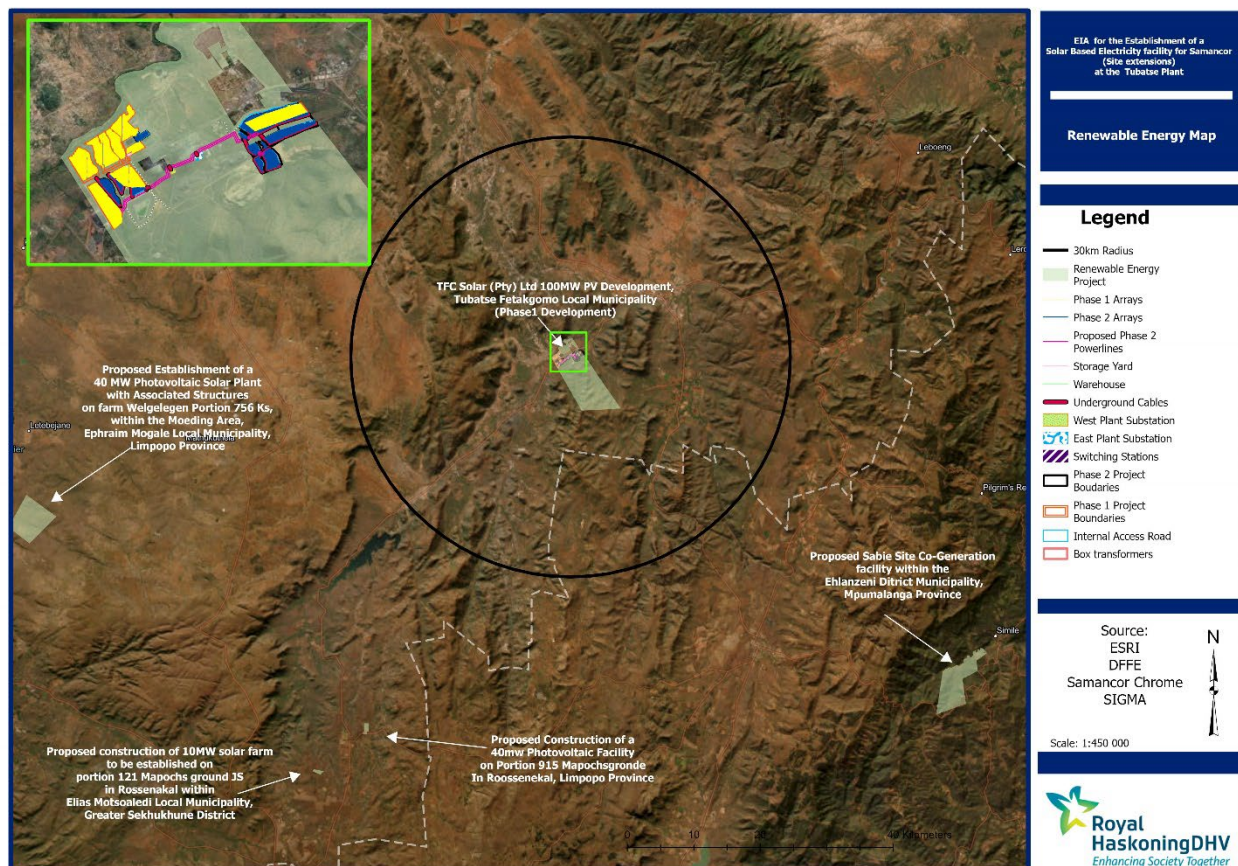 EIA for the Establishment of a
Solar Based Electricity facility for Samancor
(Site extensions)
at the Tubatse Plant
Renewable Energy Map
Leboeng
TFC Solar (Pty) Ltd 100MW PV Development,
Tubatse Fetakgomo Local Municipality
(Phase1 Development)
Proposed Establishment of a
40 MW Photovoltaic Solar Plant
with Associated Structures
on farm Welgelegen Portion 756 Ks,
within the Moeding Area,
Ephraim Mogale Local Municipality,
Limpopo Province
Pilgrim's Re
Proposed Sabie Site Co-Generation
facility within the
Ehlanzeni Ditrict Municipality,
Mpumalanga Province
Simile
Proposed Construction of a
40mw Photovoltaic Facility
on Portion 915 Mapochsgronde
In Roossenekal, Limpopo Province
Proposed construction of 10MW solar farm
to be established on
portion 121 Mapochs ground JS
in Rossenakal within
Elias Motsoaledi Local Municipality,
Greater Sekhukhune District
0 10 20 40 Kilometers
Legend
30km Radius
Renewable Energy
Project
Phase 1 Arrays
Phase 2 Arrays
Proposed Phase 2
Powerlines
Storage Yard
Warehouse
Underground Cables
West Plant Substation
East Plant Substation
Switching Stations
Phase 2 Project
Boudaries
Phase 1 Project
Boundaries
Internal Access Road
Box transformers
Source:
ESRI
DFFE
Samancor Chrome
SIGMA
N
Scale: 1:450 000
Royal
HaskoningDHV
Enhancing Society Together